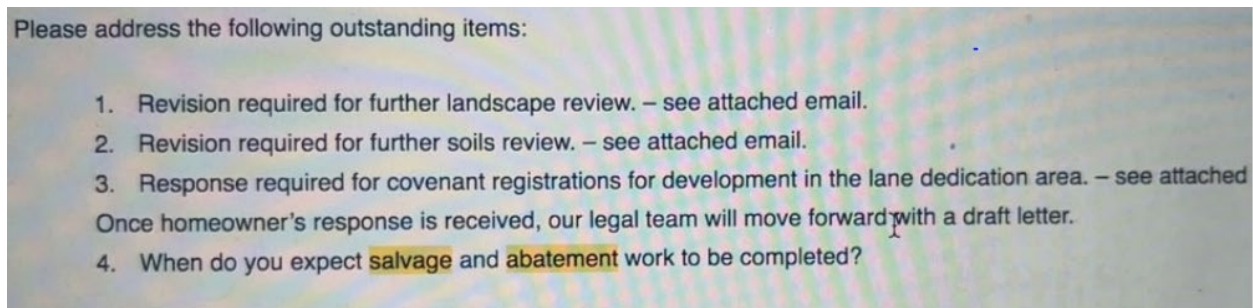 Please address the following outstanding items:
1. Revision required for further landscape review. – see attached email.
2. Revision required for further soils review. – see attached email.
3. Response required for covenant registrations for development in the lane dedication area. – see attached
Once homeowner's response is received, our legal team will move forward with a draft letter.
4. When do you expect salvage and abatement work to be completed?